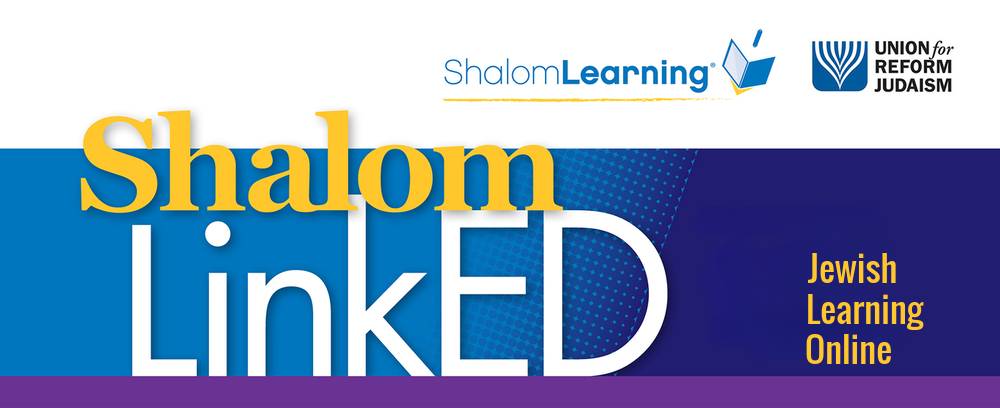 ShalomLearning®
UNION for
REFORM
JUDAISM
Shalom
LinkED
Jewish
Learning
Online